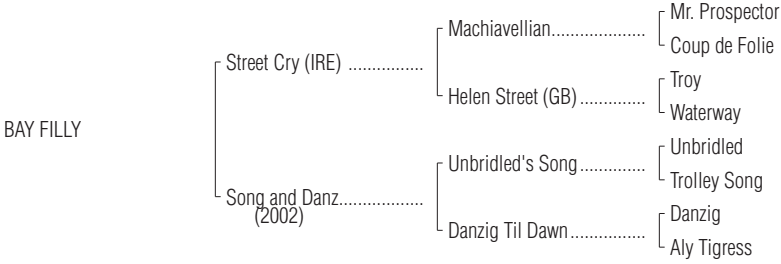 Mr. Prospector
Machiavellian....................
Coup de Folie
Street Cry (IRE) ................
Troy
Helen Street (GB) ..............
Waterway
BAY FILLY
Unbridled
Unbridled's Song..............
Trolley Song
Song and Danz..................
(2002)
Danzig
Danzig Til Dawn................
Aly Tigress